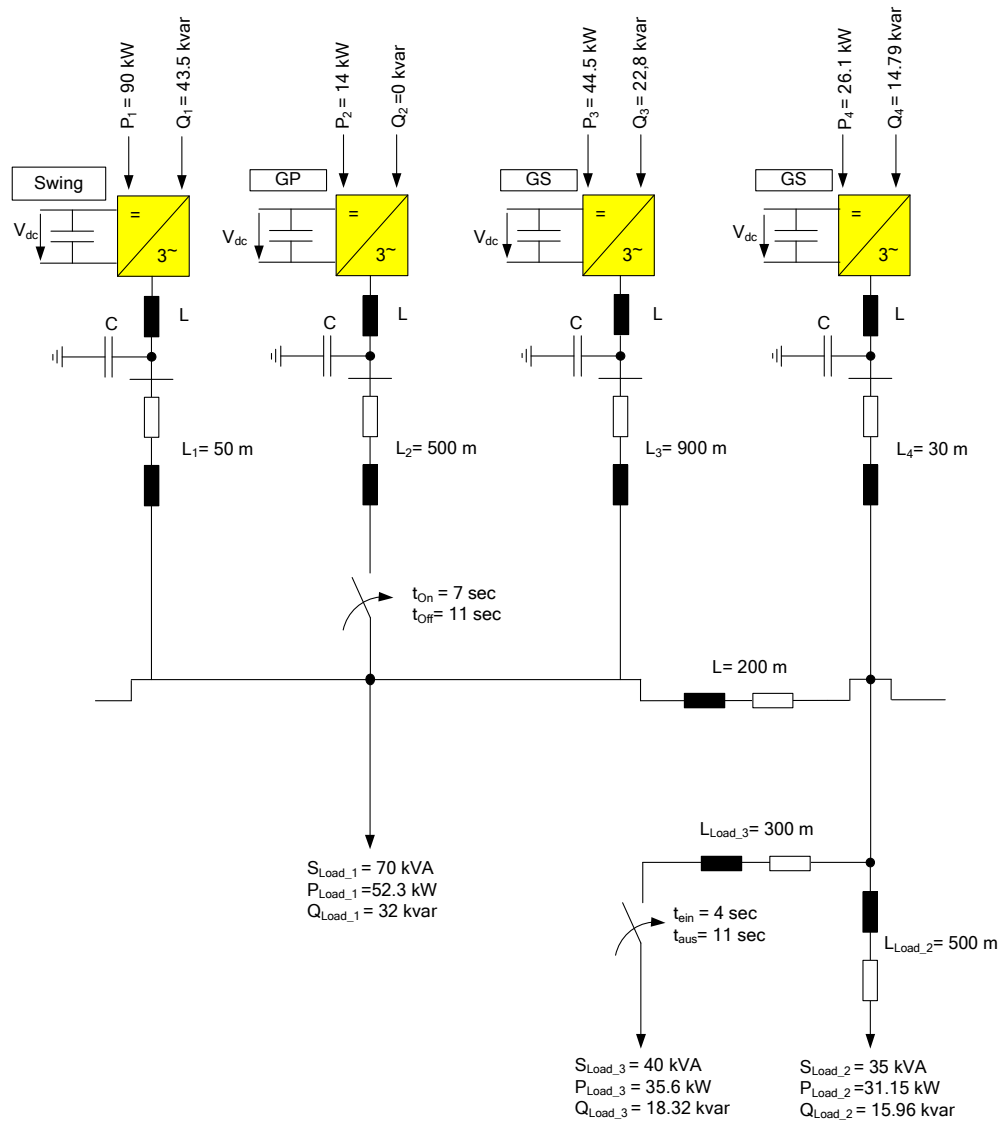 P1 = 90 kW
Q1 = 43.5 kvar
P2 = 14 kW
Q2 =0 kvar
P3 = 44.5 kW
Q3 = 22,8 kvar
P4 = 26.1 kW
Q4 = 14.79 kvar
Swing
GP
GS
GS
Vdc
=
3~
Vdc
=
3~
Vdc
=
3~
Vdc
=
3~
L
L
L
L
C
C
C
C
L1= 50 m
L2= 500 m
L3= 900 m
L4= 30 m
tOn = 7 sec
tOff= 11 sec
L= 200 m
LLoad_3= 300 m
SLoad_1 = 70 kVA
PLoad_1 =52.3 kW
QLoad_1 = 32 kvar
tein = 4 sec
taus= 11 sec
LLoad_2= 500 m
SLoad_3 = 40 kVA
PLoad_3 = 35.6 kW
QLoad_3 = 18.32 kvar
SLoad_2 = 35 kVA
PLoad_2 = 31.15 kW
QLoad_2 = 15.96 kvar